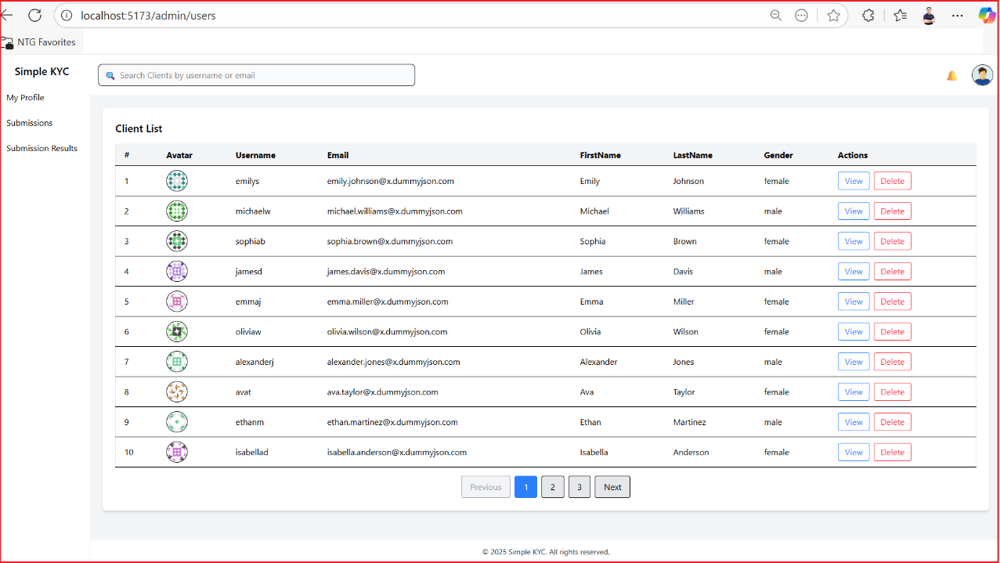 localhost:5173/admin/users
NTG Favorites
Simple KYC
Search Clients by username or email
My Profile
Submissions
Submission Results
Client List
# Avatar Username Email FirstName LastName Gender Actions
1 emilys emily.johnson@x.dummyjson.com Emily Johnson female View Delete
2 michaelw michael.williams@x.dummyjson.com Michael Williams male View Delete
3 sophiab sophia.brown@x.dummyjson.com Sophia Brown female View Delete
4 jamesd james.davis@x.dummyjson.com James Davis male View Delete
5 emmaj emma.miller@x.dummyjson.com Emma Miller female View Delete
6 oliviaw olivia.wilson@x.dummyjson.com Olivia Wilson female View Delete
7 alexanderj alexander.jones@x.dummyjson.com Alexander Jones male View Delete
8 avat ava.taylor@x.dummyjson.com Ava Taylor female View Delete
9 ethanm ethan.martinez@x.dummyjson.com Ethan Martinez male View Delete
10 isabellad isabella.anderson@x.dummyjson.com Isabella Anderson female View Delete
Previous 1 2 3 Next
© 2025 Simple KYC. All rights reserved.